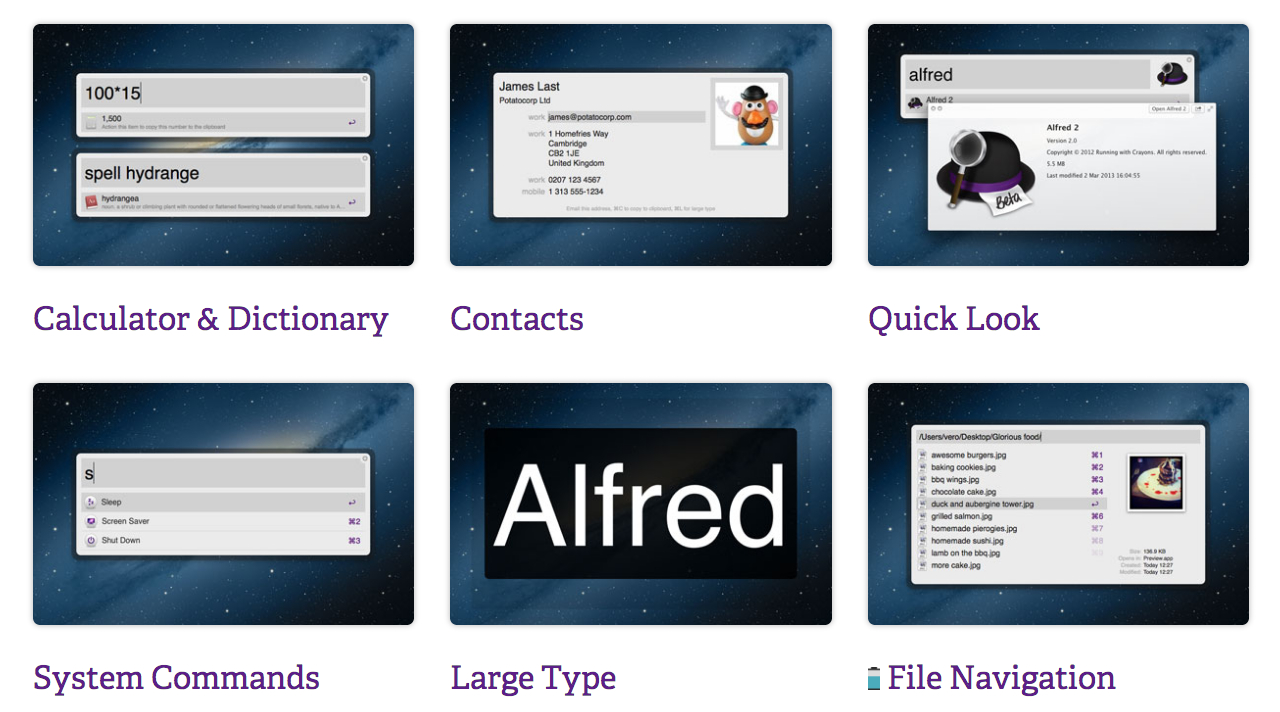 100*15
1,500
Action this item to copy this number to the clipboard
spell hydrange
hydrangea
noun: a shrub or climbing plant with rounded or flattened flowering heads of small florets, native to A...
James Last
Potatocorp Ltd
work james@potatocorp.com
work 1 Homefries Way
Cambridge
CB2 1JE
United Kingdom
work 0207 123 4567
mobile 1 313 555-1234
Email this address, ⌘C to copy to clipboard, ⌘L for large type
alfred
Alfred 2
Open Alfred 2
Alfred 2
Version 2.0
Copyright © 2012 Running with Crayons. All rights reserved.
5.5 MB
Last modified 2 Mar 2013 16:04:55
Beta
Calculator & Dictionary
Contacts
Quick Look
s
Sleep
Screen Saver ⌘2
Shut Down ⌘3
Alfred
/Users/vero/Desktop/Glorious food/
awesome burgers.jpg ⌘1
baking cookies.jpg ⌘2
bbq wings.jpg ⌘3
chocolate cake.jpg ⌘4
duck and aubergine tower.jpg
grilled salmon.jpg ⌘6
homemade pierogies.jpg ⌘7
homemade sushi.jpg ⌘8
lamb on the bbq.jpg ⌘9
more cake.jpg
Size: 136.9 KB
Opens in: Preview.app
Created: Today 12:27
Modified: Today 12:27
System Commands
Large Type
File Navigation